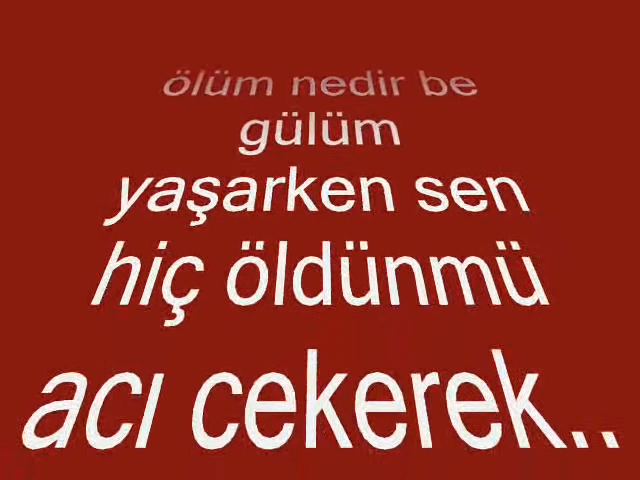 ölüm nedir be
gülüm
yaşarken sen
hiç öldünmü
acı cekerek..